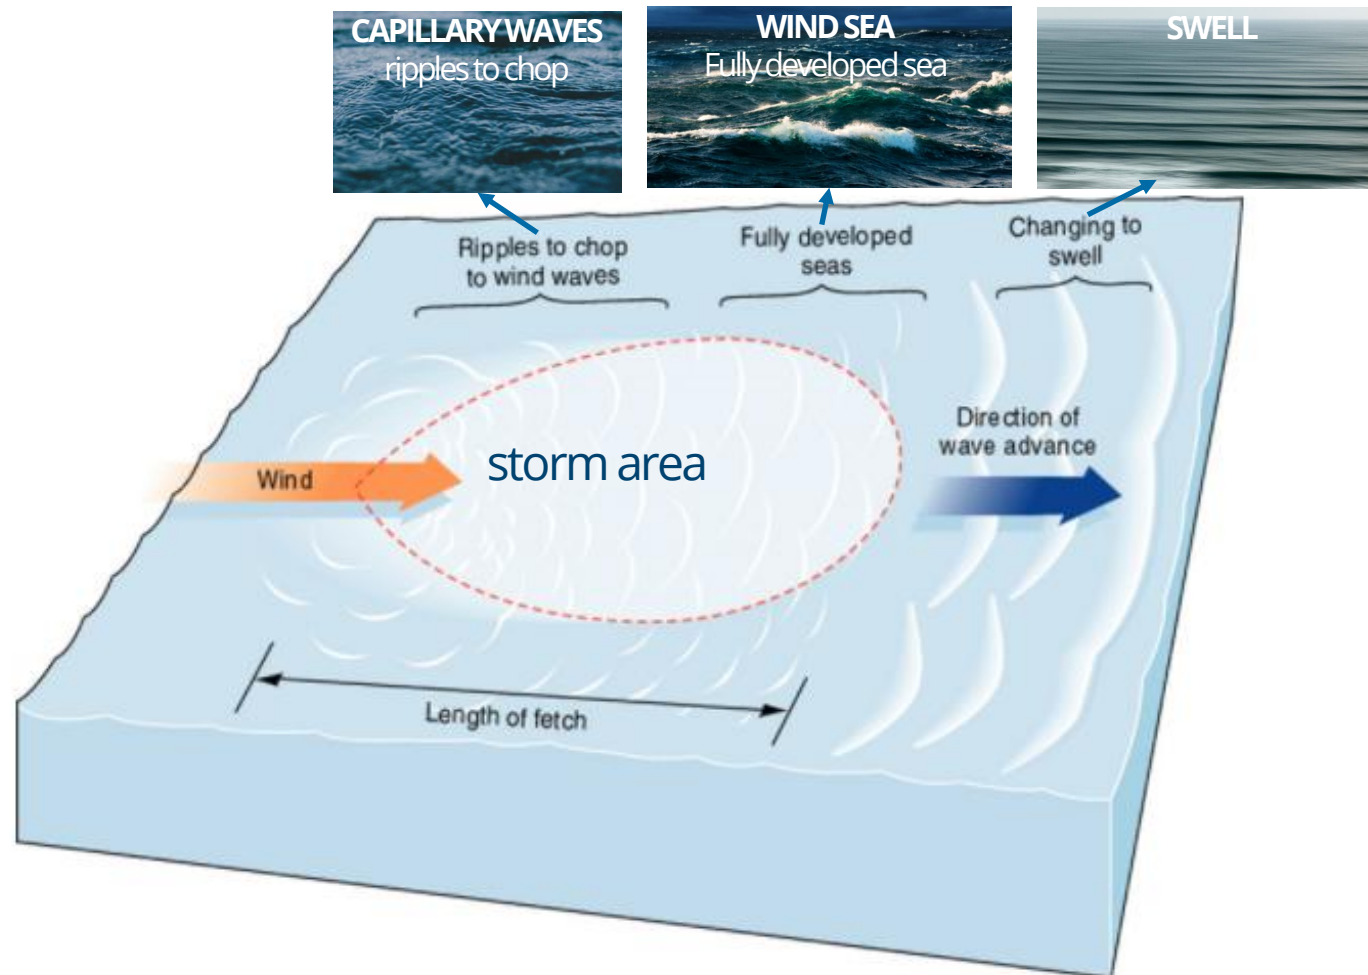 CAPILLARY WAVES
ripples to chop
WIND SEA
Fully developed sea
SWELL
Ripples to chop
to wind waves
Fully developed
seas
Changing to
swell
Wind
storm area
Direction of
wave advance
Length of fetch